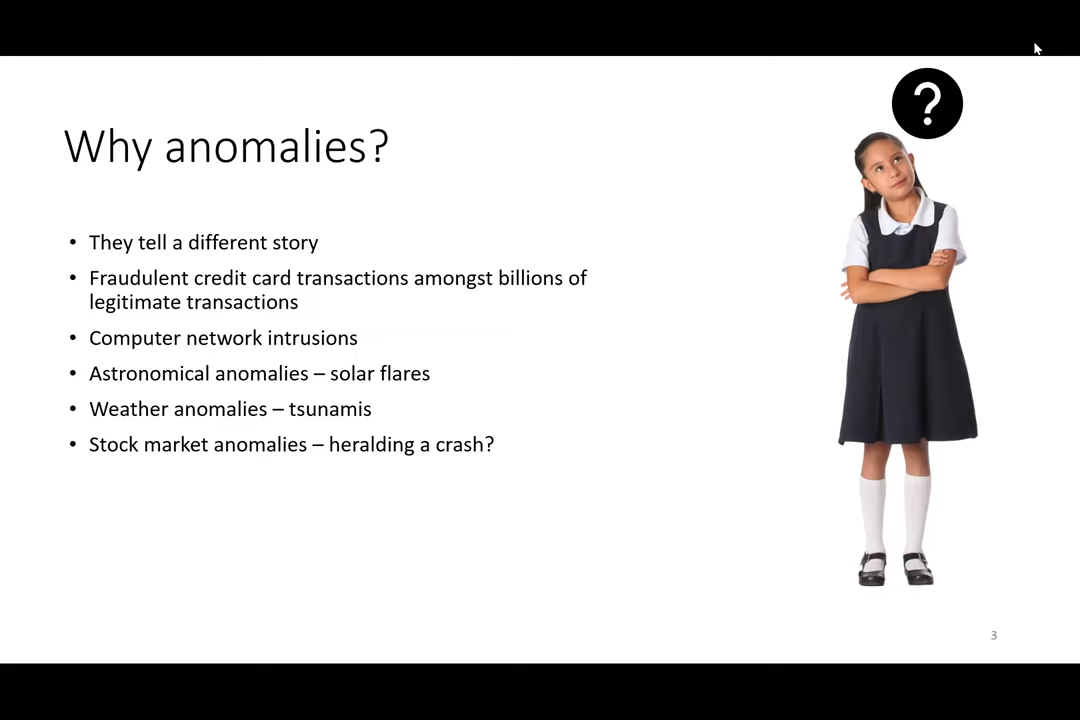 ?
Why anomalies?
• They tell a different story
• Fraudulent credit card transactions amongst billions of
legitimate transactions
• Computer network intrusions
• Astronomical anomalies – solar flares
• Weather anomalies – tsunamis
• Stock market anomalies – heralding a crash?
3